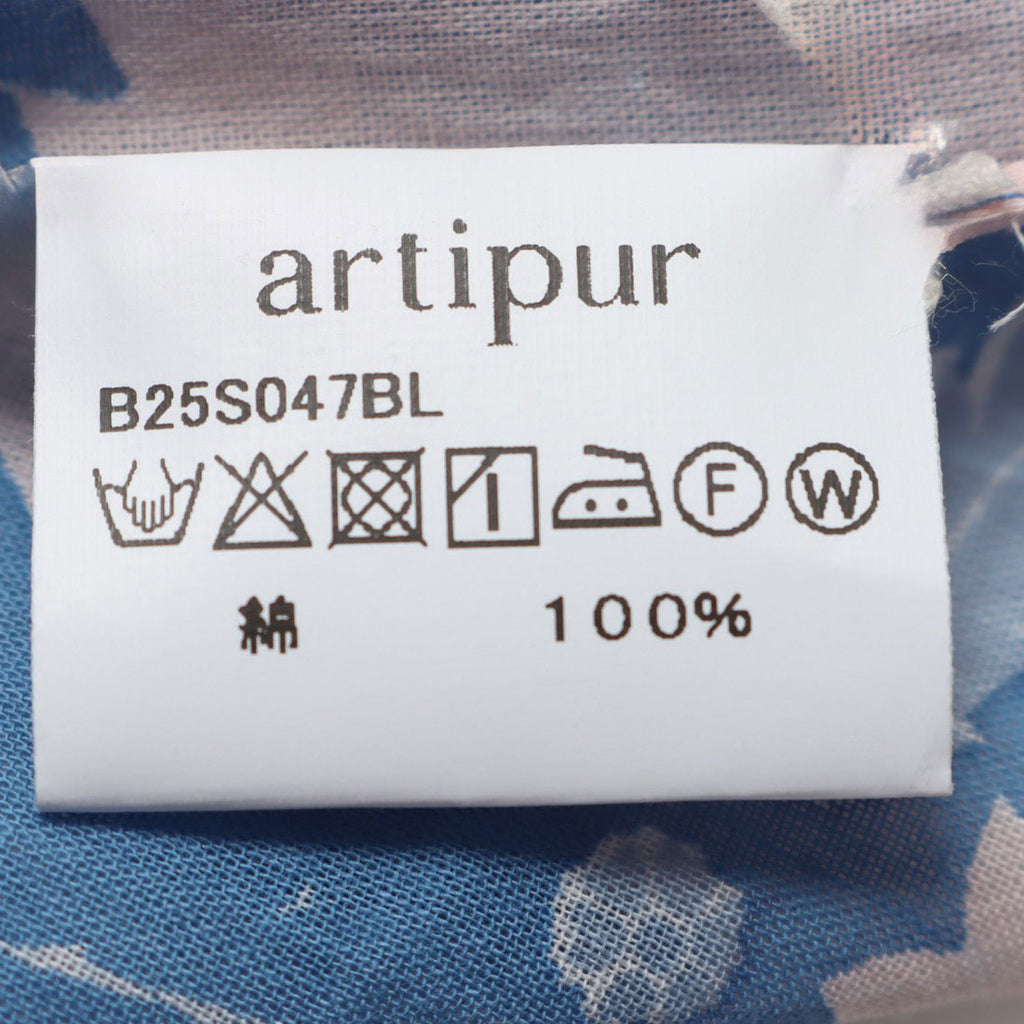 artipur
B25S047BL
F W
綿 100%